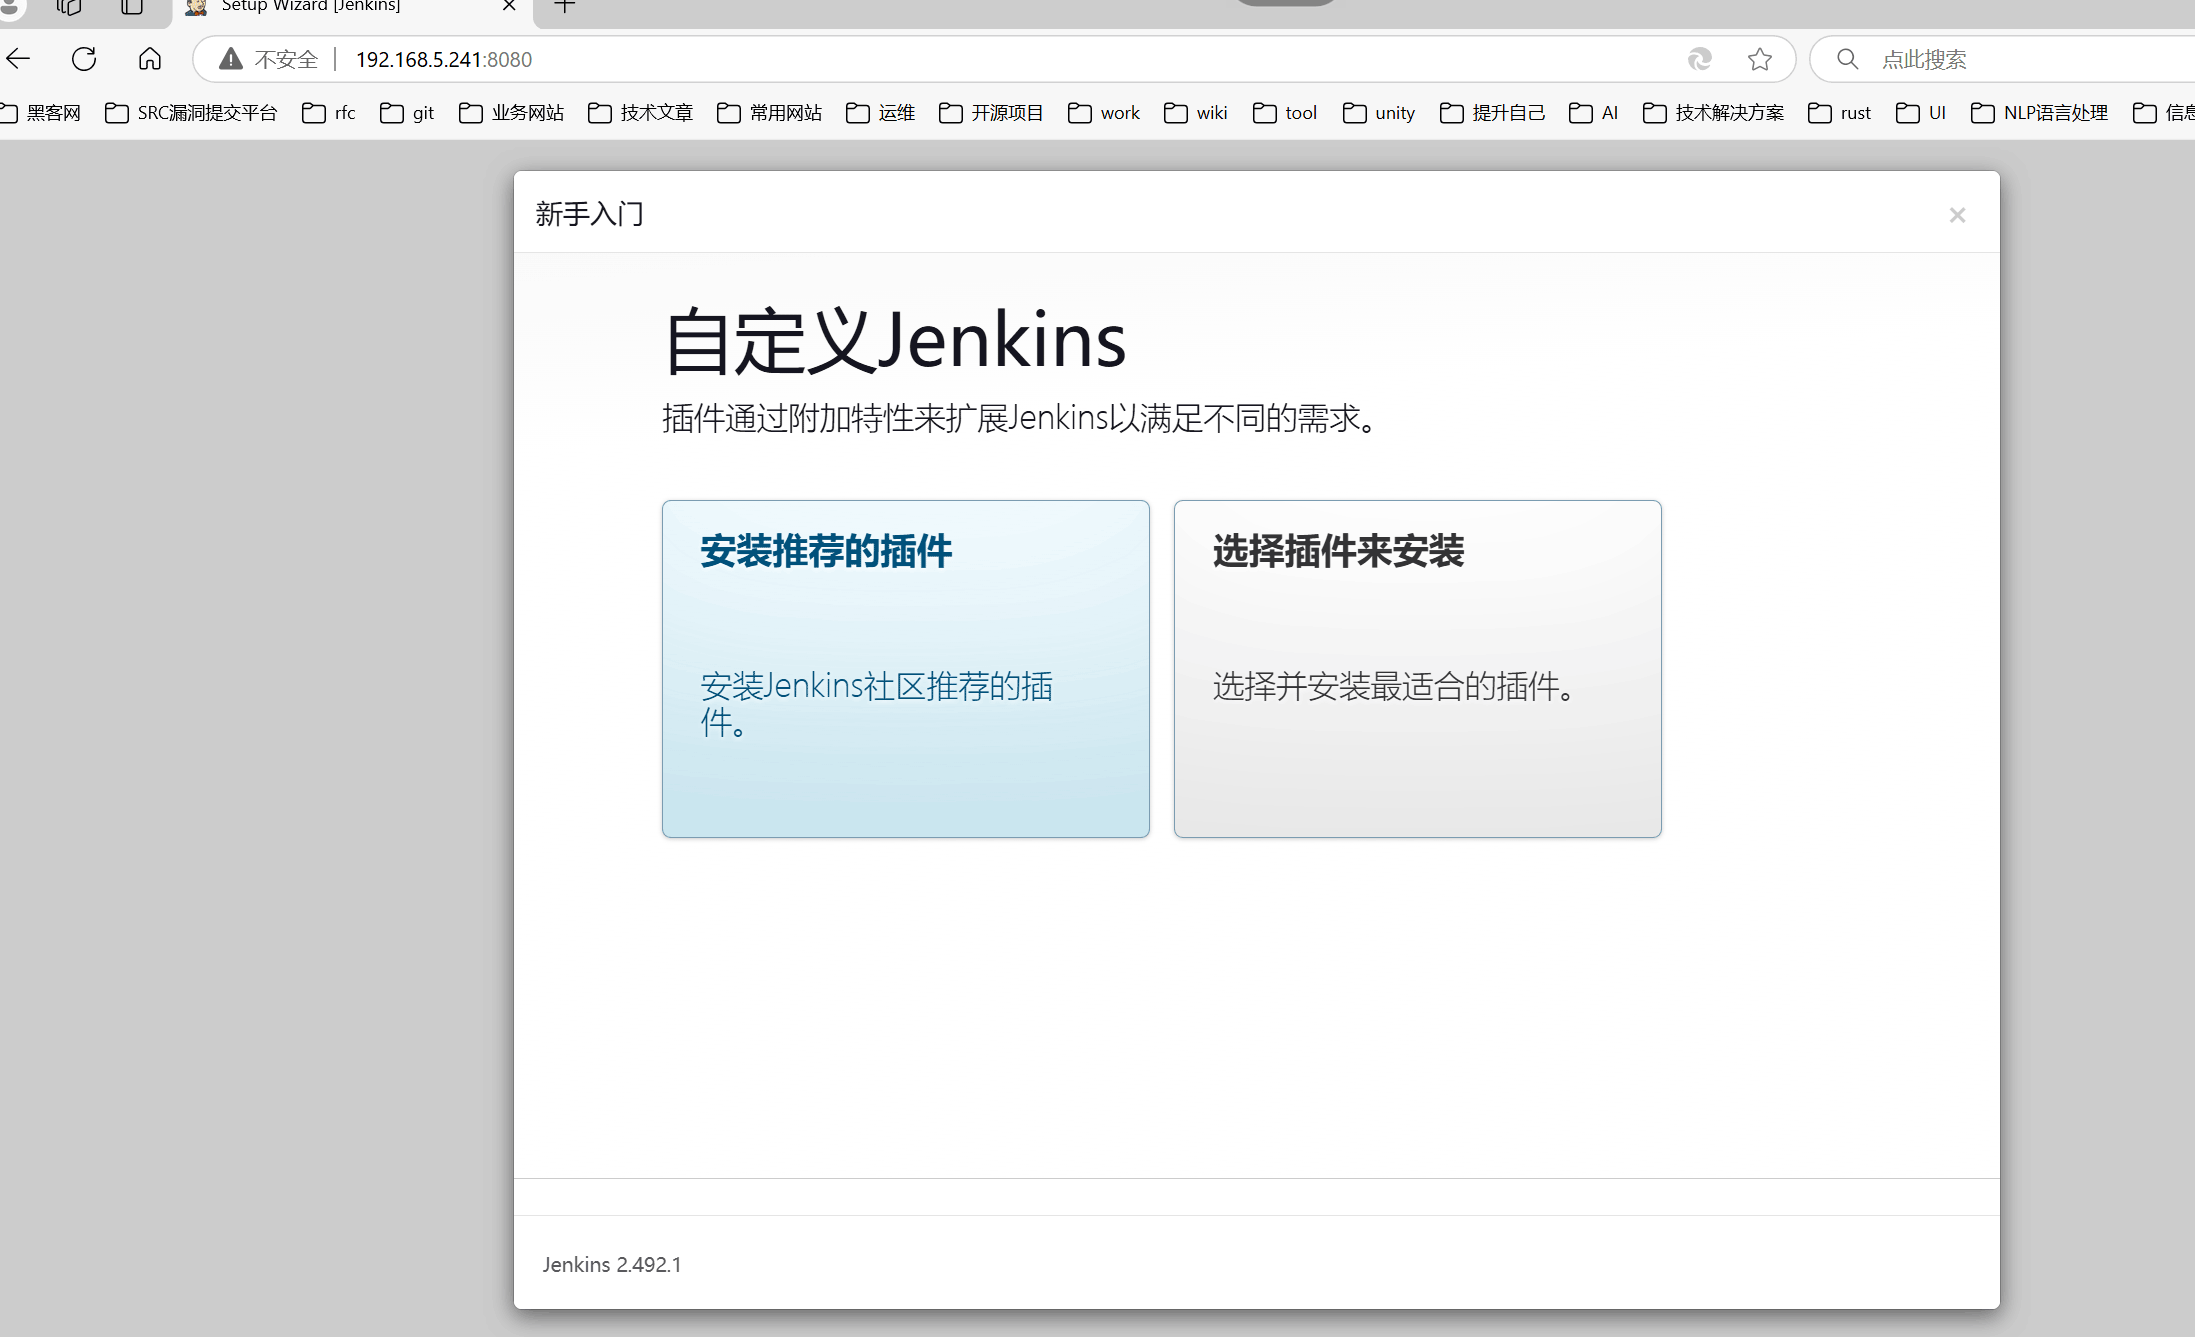 Setup Wizard [Jenkins]
不安全 192.168.5.241:8080 点此搜索
黑客网 SRC漏洞提交平台 rfc git 业务网站 技术文章 常用网站 运维 开源项目 work wiki tool unity 提升自己 AI 技术解决方案 rust UI NLP语言处理 信息
新手入门
自定义Jenkins
插件通过附加特性来扩展Jenkins以满足不同的需求。
安装推荐的插件
安装Jenkins社区推荐的插
件。
选择插件来安装
选择并安装最适合的插件。
Jenkins 2.492.1